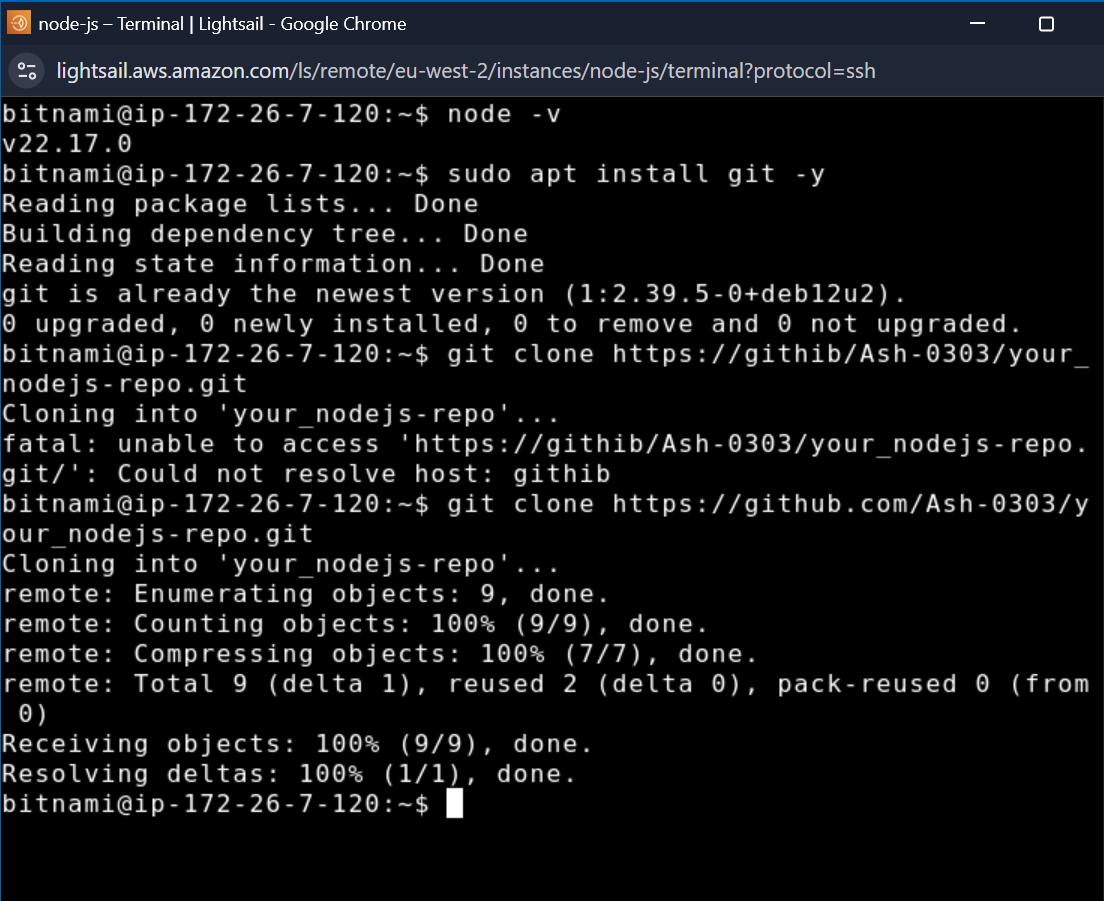 node-js – Terminal | Lightsail - Google Chrome
lightsail.aws.amazon.com/ls/remote/eu-west-2/instances/node-js/terminal?protocol=ssh
bitnami@ip-172-26-7-120:~$ node -v
v22.17.0
bitnami@ip-172-26-7-120:~$ sudo apt install git -y
Reading package lists... Done
Building dependency tree... Done
Reading state information... Done
git is already the newest version (1:2.39.5-0+deb12u2).
0 upgraded, 0 newly installed, 0 to remove and 0 not upgraded.
bitnami@ip-172-26-7-120:~$ git clone https://githib/Ash-0303/your_
nodejs-repo.git
Cloning into 'your_nodejs-repo'...
fatal: unable to access 'https://githib/Ash-0303/your_nodejs-repo.
git/': Could not resolve host: githib
bitnami@ip-172-26-7-120:~$ git clone https://github.com/Ash-0303/y
our_nodejs-repo.git
Cloning into 'your_nodejs-repo'...
remote: Enumerating objects: 9, done.
remote: Counting objects: 100% (9/9), done.
remote: Compressing objects: 100% (7/7), done.
remote: Total 9 (delta 1), reused 2 (delta 0), pack-reused 0 (from
 0)
Receiving objects: 100% (9/9), done.
Resolving deltas: 100% (1/1), done.
bitnami@ip-172-26-7-120:~$